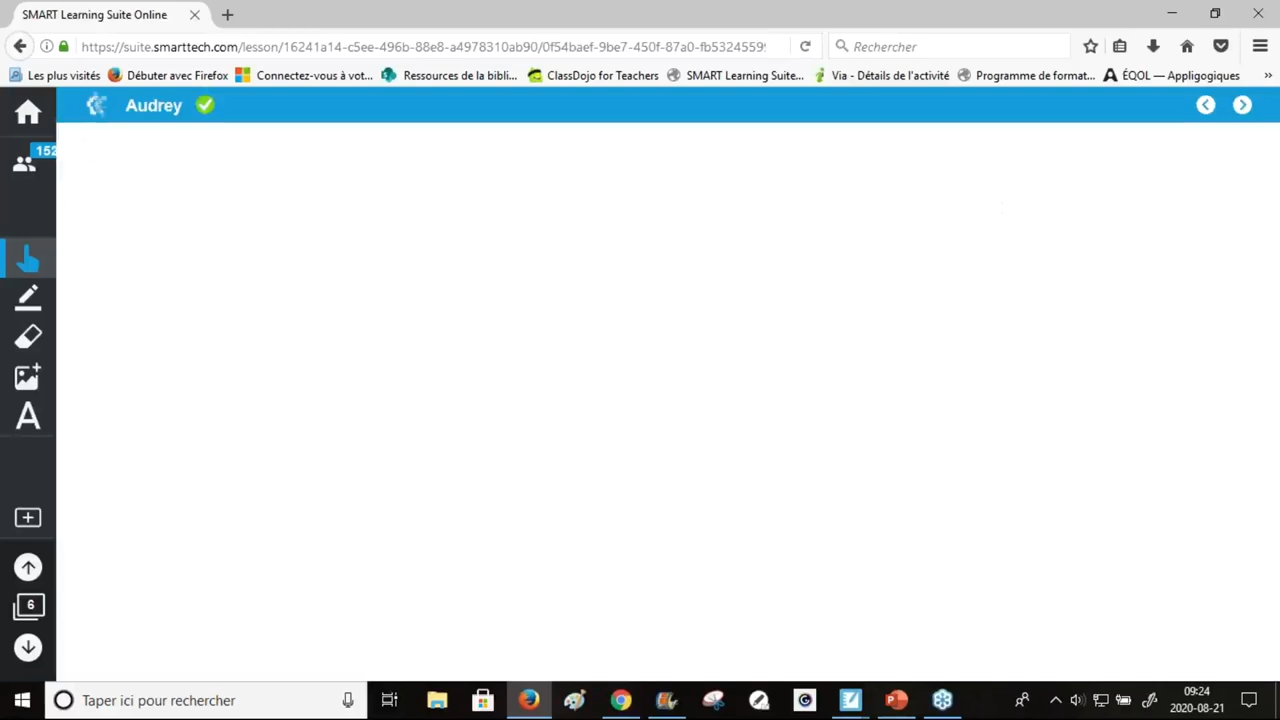 SMART Learning Suite Online
https://suite.smarttech.com/lesson/16241a14-c5ee-496b-88e8-a4978310ab90/0f54baef-9be7-450f-87a0-fb5324559
Rechercher
Les plus visités
Débuter avec Firefox
Connectez-vous à vot...
Ressources de la bibli...
ClassDojo for Teachers
SMART Learning Suite...
Via - Détails de l'activité
Programme de format...
ÉQOL — Appligogiques
Audrey
152
A
6
Taper ici pour rechercher
09:24
2020-08-21